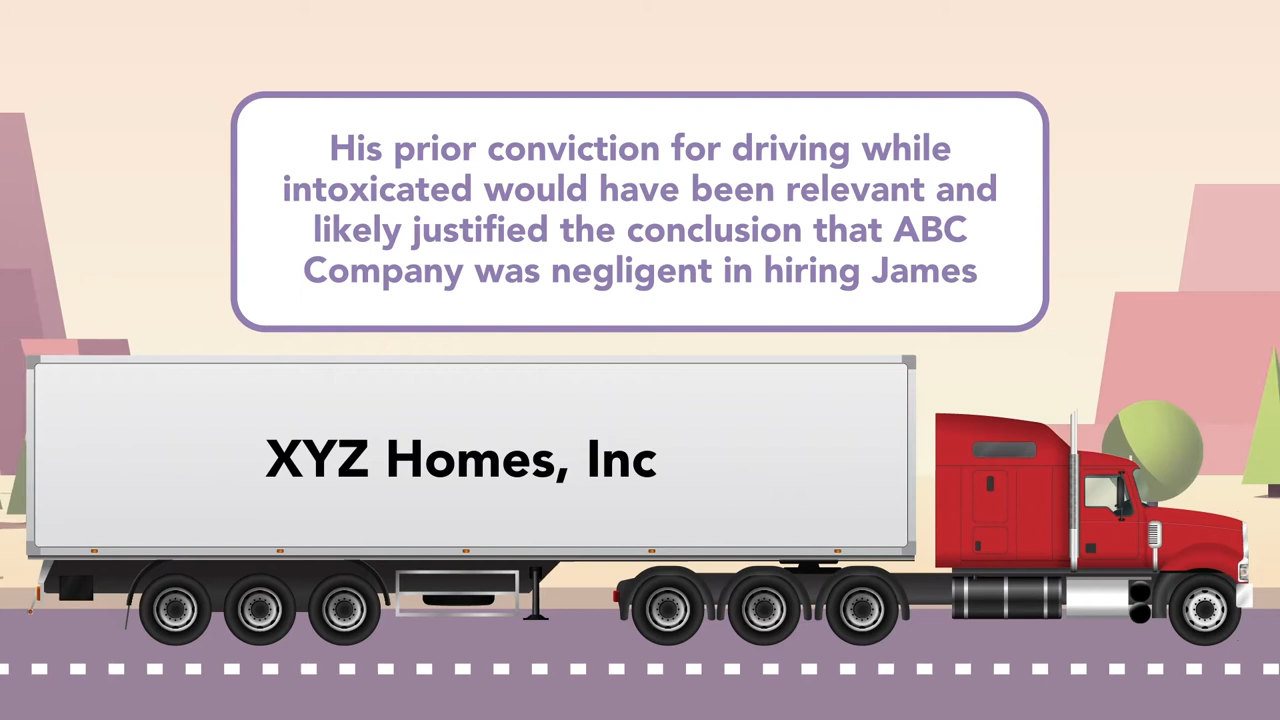 His prior conviction for driving while
intoxicated would have been relevant and
likely justified the conclusion that ABC
Company was negligent in hiring James
XYZ Homes, Inc